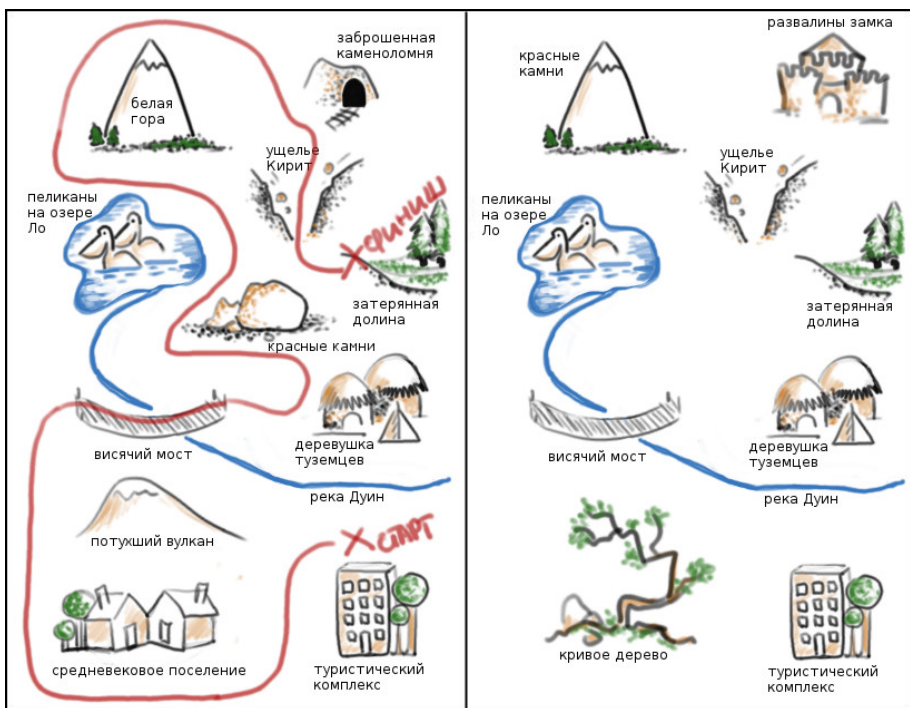 заброшенная
каменоломня
белая
гора
ущелье
Кирит
пеликаны
на озере
Ло
ФИНИШ
затерянная
долина
красные камни
деревушка
туземцев
висячий мост
река Дуин
СТАРТ
потухший вулкан
средневековое поселение
туристический
комплекс
развалины замка
красные
камни
ущелье
Кирит
пеликаны
на озере
Ло
затерянная
долина
деревушка
туземцев
висячий мост
река Дуин
кривое дерево
туристический
комплекс